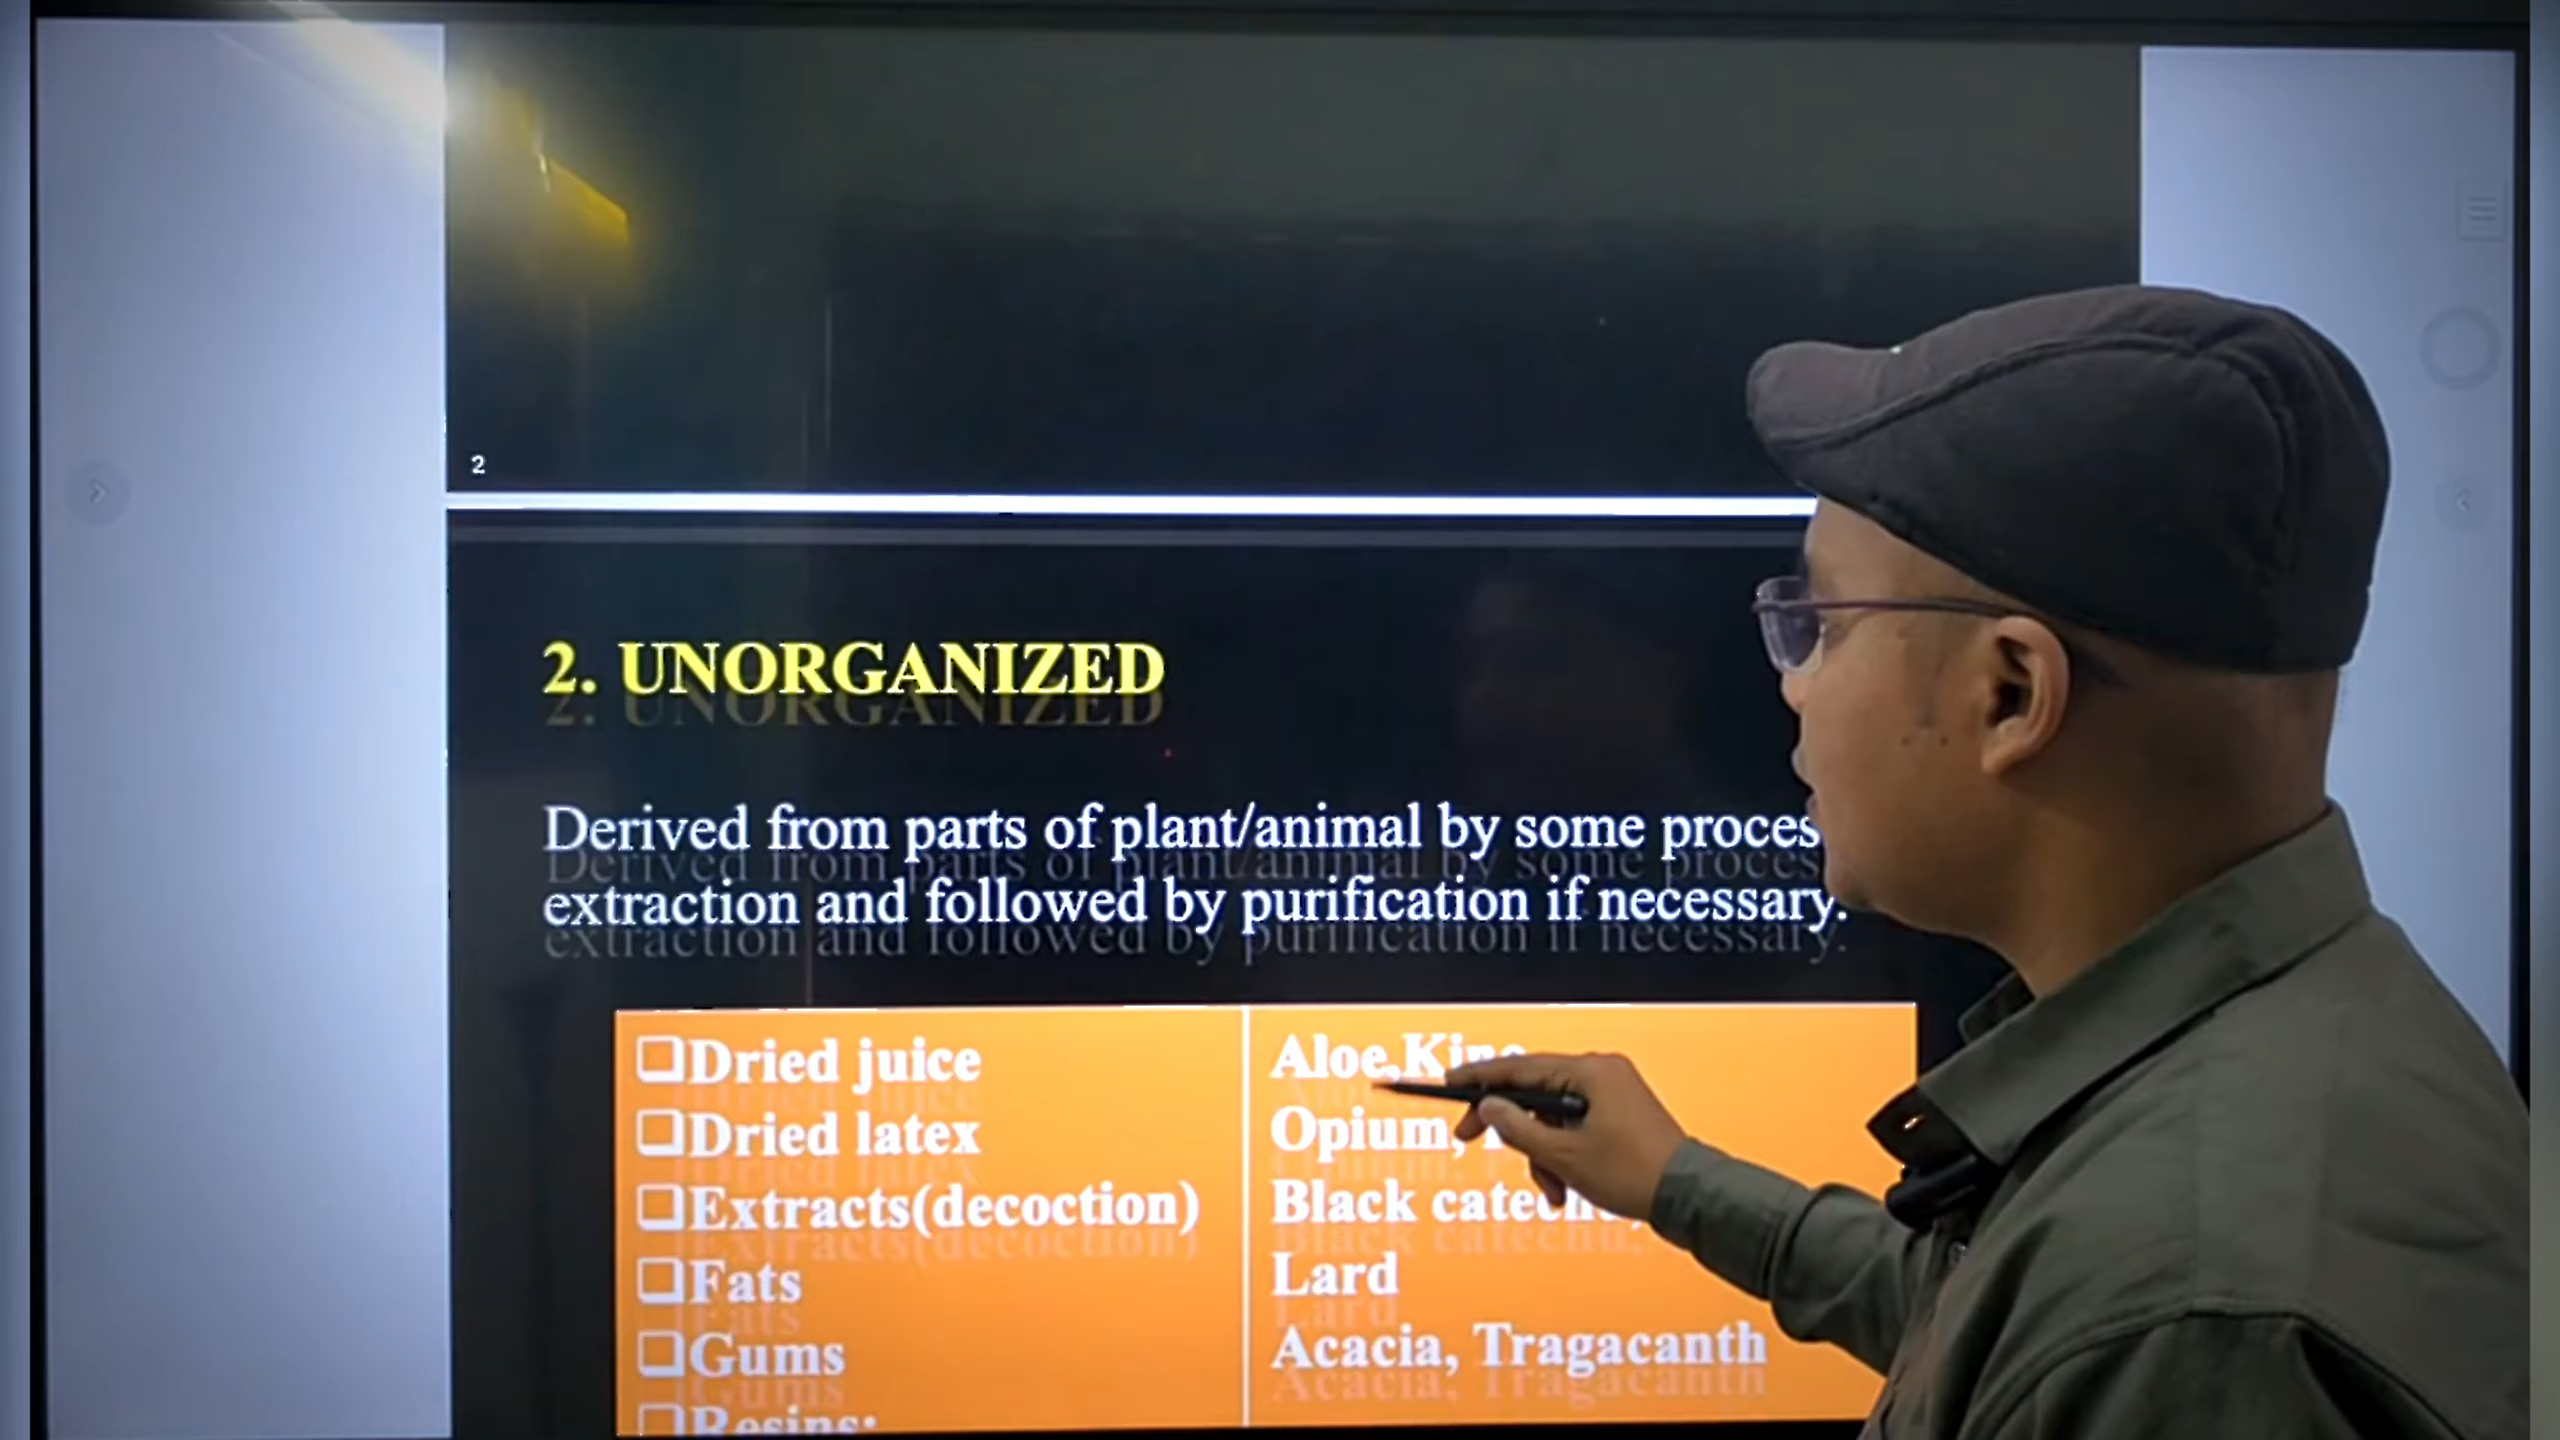 2
2. UNORGANIZED
Derived from parts of plant/animal by some
extraction and followed by purification if necessary.
❑Dried juice Aloe,
❑Dried latex Opium,
❑Extracts(decoction) Black
❑Fats Lard
❑Gums Acacia, Tragacanth
❑Resins: